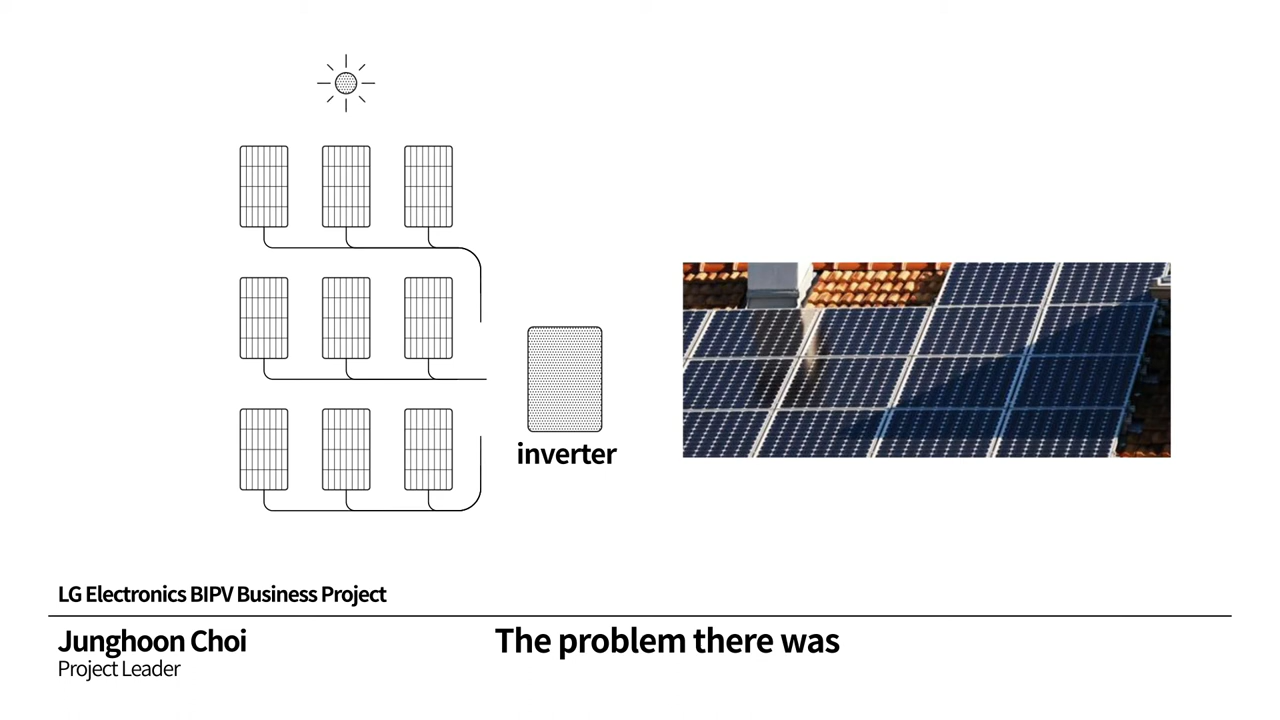 inverter
LG Electronics BIPV Business Project
Junghoon Choi
Project Leader
The problem there was